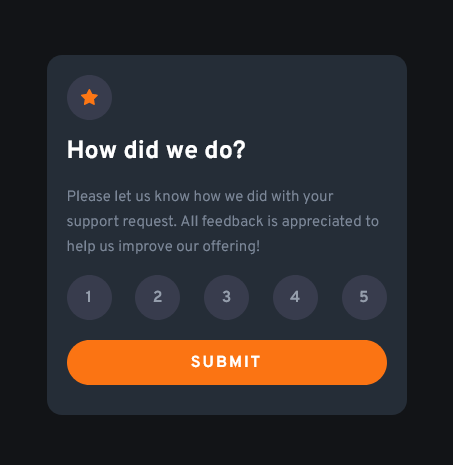 How did we do?
Please let us know how we did with your
support request. All feedback is appreciated to
help us improve our offering!
1 2 3 4 5
SUBMIT